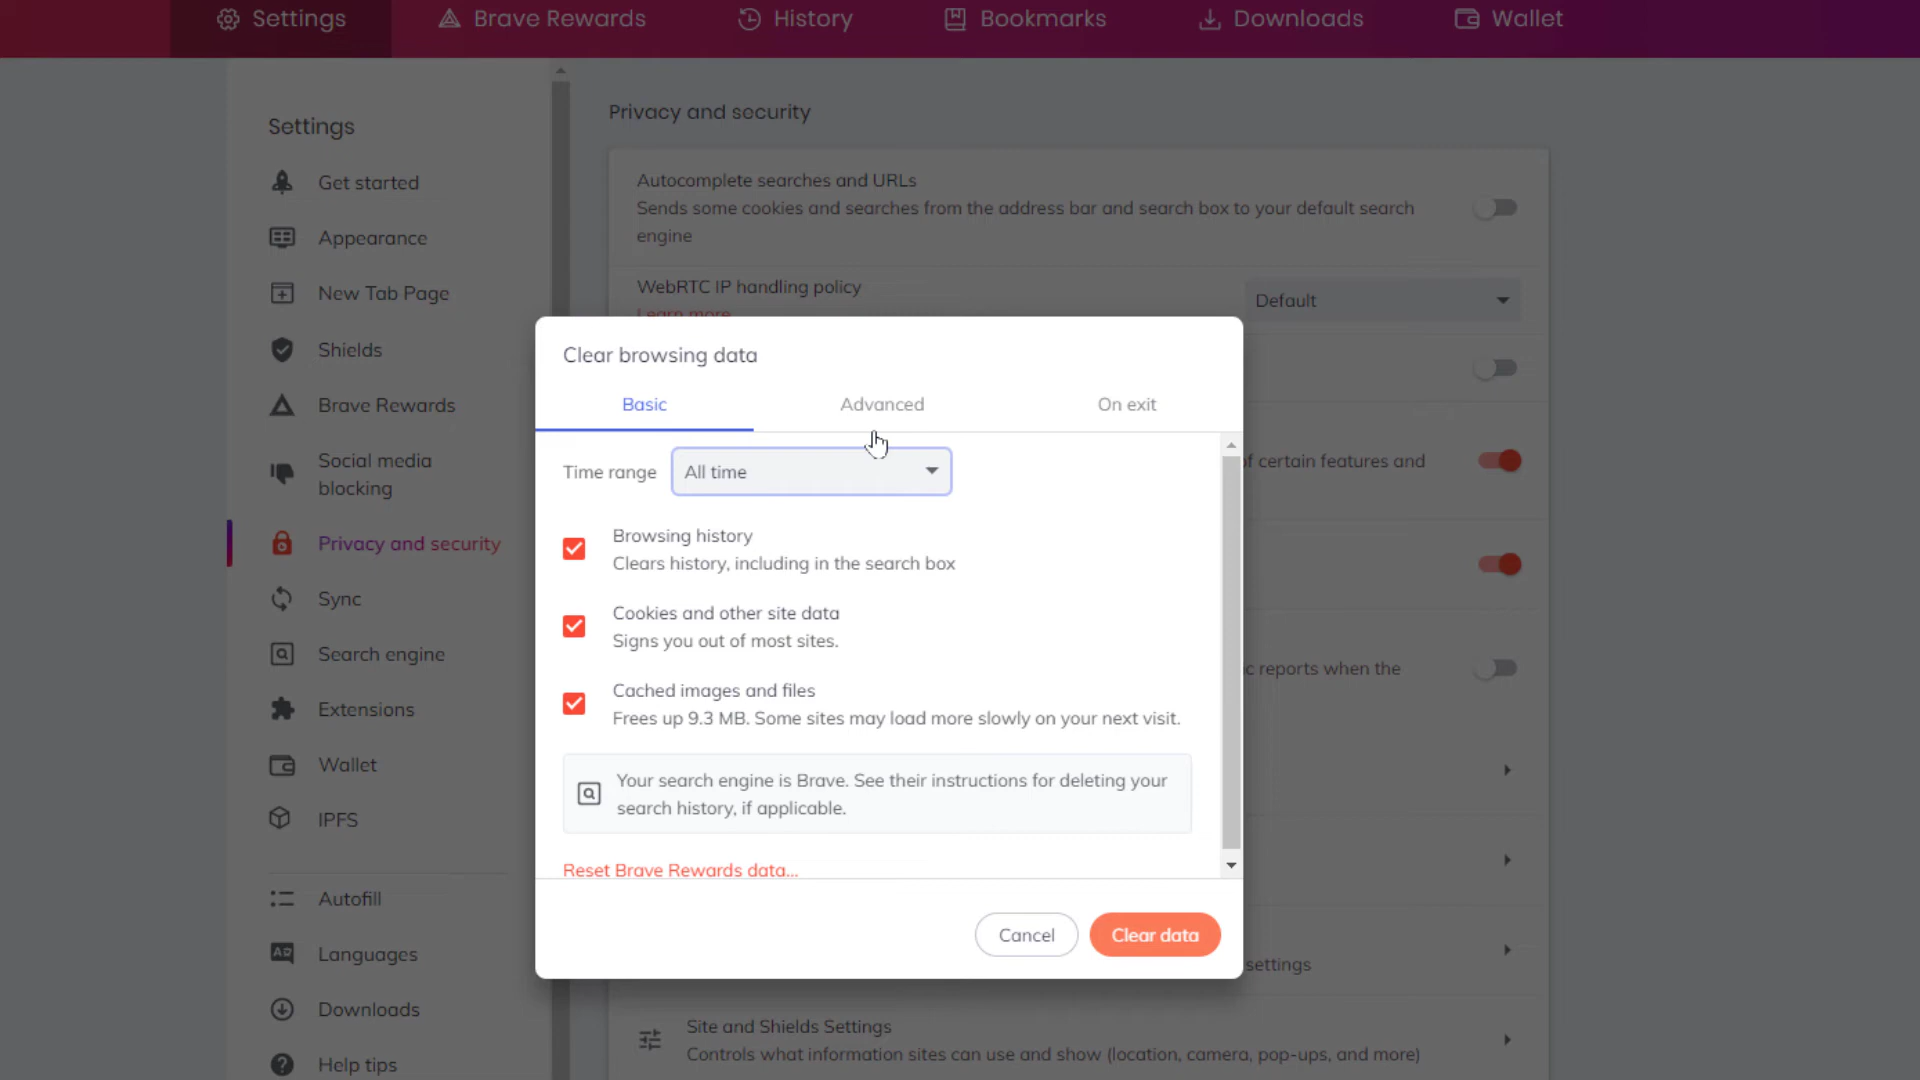 Settings
Brave Rewards
History
Bookmarks
Downloads
Wallet
Settings
Get started
Appearance
New Tab Page
Shields
Brave Rewards
Social media
blocking
Privacy and security
Sync
Search engine
Extensions
Wallet
IPFS
Autofill
Languages
Downloads
Help tips
Privacy and security
Autocomplete searches and URLs
Sends some cookies and searches from the address bar and search box to your default search
engine
WebRTC IP handling policy
Learn more
Default
of certain features and
c reports when the
settings
Site and Shields Settings
Controls what information sites can use and show (location, camera, pop-ups, and more)
Clear browsing data
Basic
Advanced
On exit
Time range
All time
Browsing history
Clears history, including in the search box
Cookies and other site data
Signs you out of most sites.
Cached images and files
Frees up 9.3 MB. Some sites may load more slowly on your next visit.
Your search engine is Brave. See their instructions for deleting your
search history, if applicable.
Reset Brave Rewards data...
Cancel
Clear data